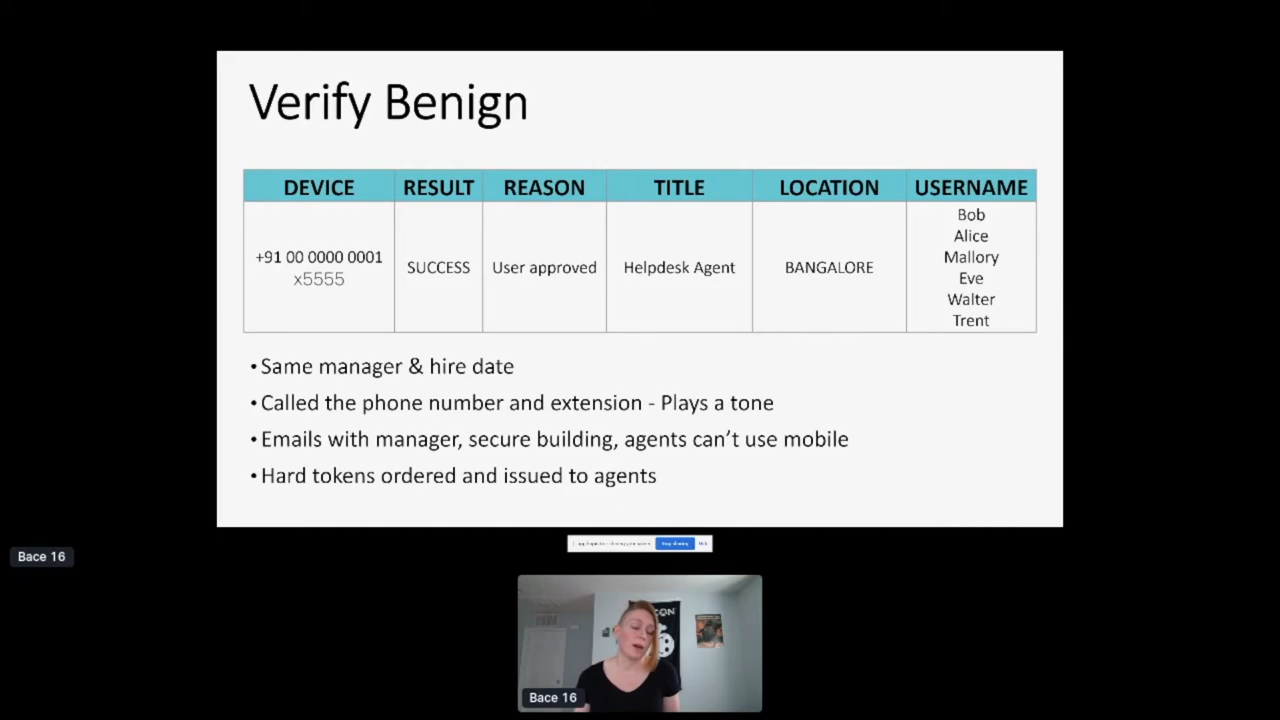 Verify Benign
DEVICE RESULT REASON TITLE LOCATION USERNAME
+91 00 0000 0001
x5555
SUCCESS
User approved
Helpdesk Agent
BANGALORE
Bob
Alice
Mallory
Eve
Walter
Trent
•Same manager & hire date
•Called the phone number and extension - Plays a tone
•Emails with manager, secure building, agents can’t use mobile
•Hard tokens ordered and issued to agents
Bace 16
Stop sharing
Bace 16